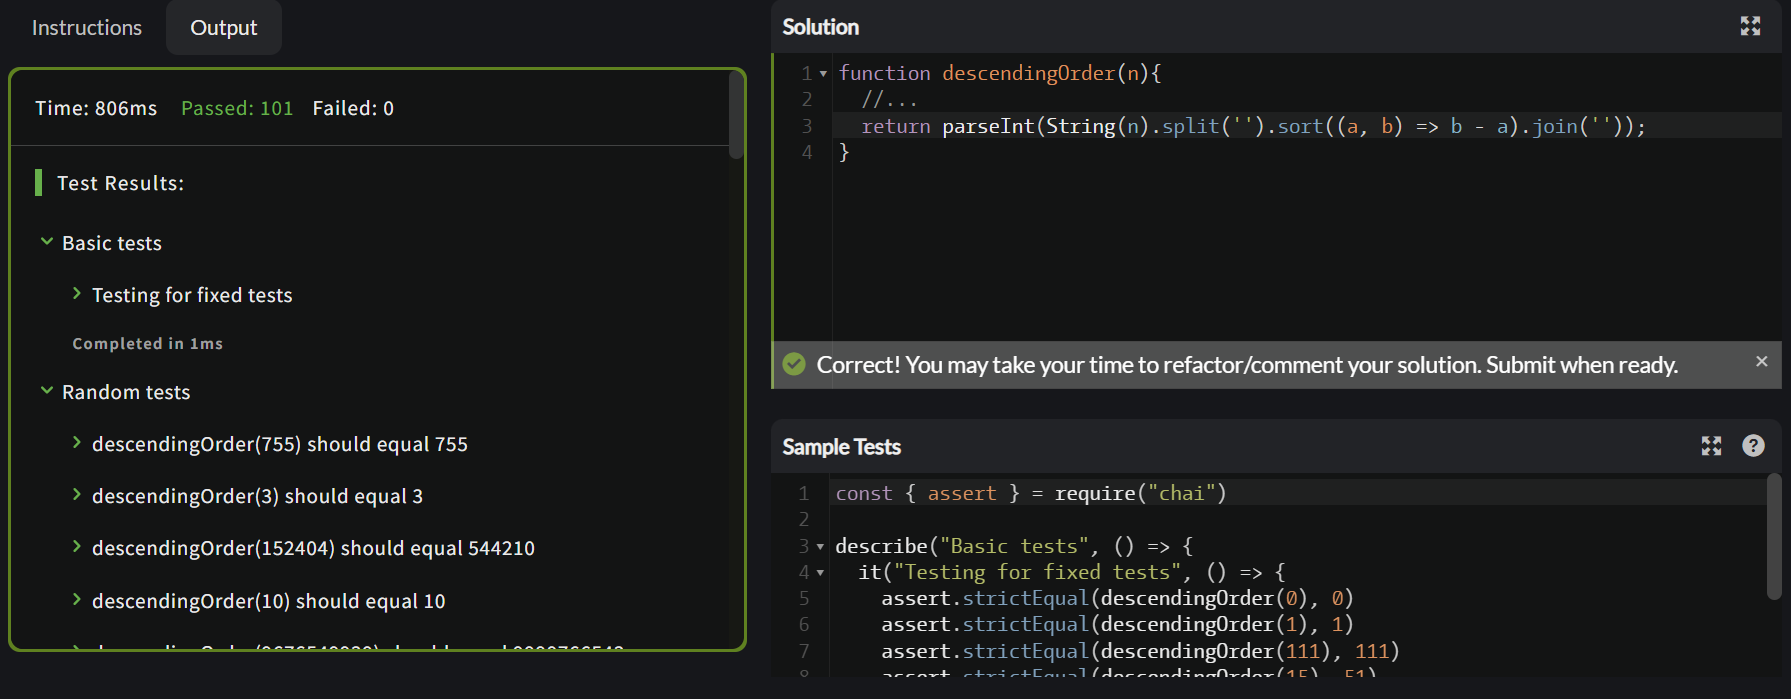 Instructions
Output
Time: 806ms Passed: 101 Failed: 0
Test Results:
Basic tests
Testing for fixed tests
Completed in 1ms
Random tests
descendingOrder(755) should equal 755
descendingOrder(3) should equal 3
descendingOrder(152404) should equal 544210
descendingOrder(10) should equal 10
Solution
1 function descendingOrder(n){
2 //...
3 return parseInt(String(n).split('').sort((a, b) => b - a).join(''));
4 }
Correct! You may take your time to refactor/comment your solution. Submit when ready.
Sample Tests
1 const { assert } = require("chai")
2
3 describe("Basic tests", () => {
4 it("Testing for fixed tests", () => {
5 assert.strictEqual(descendingOrder(0), 0)
6 assert.strictEqual(descendingOrder(1), 1)
7 assert.strictEqual(descendingOrder(111), 111)
8 assert.strictEqual(descendingOrder(15), 51)